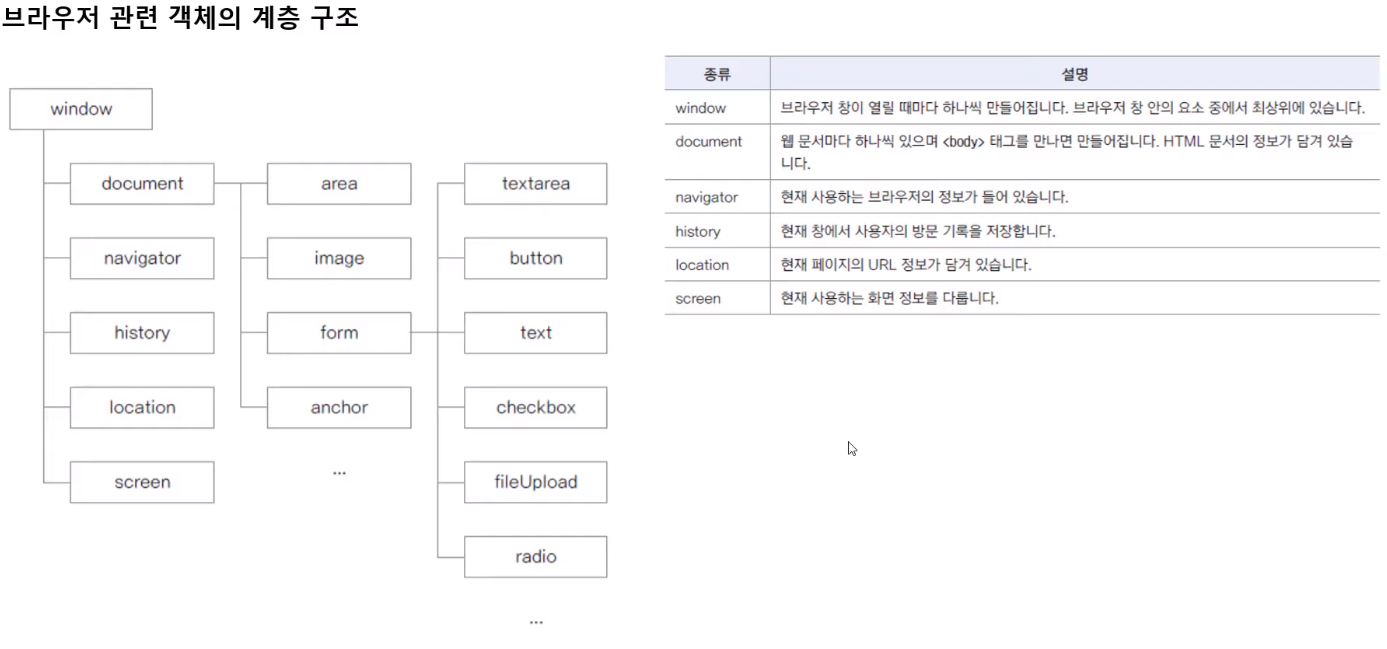 브라우저 관련 객체의 계층 구조
window
document
area
textarea
navigator
image
button
history
form
text
location
anchor
checkbox
screen
...
fileUpload
radio
...
종류 설명
window 브라우저 창이 열릴 때마다 하나씩 만들어집니다. 브라우저 창 안의 요소 중에서 최상위에 있습니다.
document 웹 문서마다 하나씩 있으며 <body> 태그를 만나면 만들어집니다. HTML 문서의 정보가 담겨 있습
니다.
navigator 현재 사용하는 브라우저의 정보가 들어 있습니다.
history 현재 창에서 사용자의 방문 기록을 저장합니다.
location 현재 페이지의 URL 정보가 담겨 있습니다.
screen 현재 사용하는 화면 정보를 다룹니다.